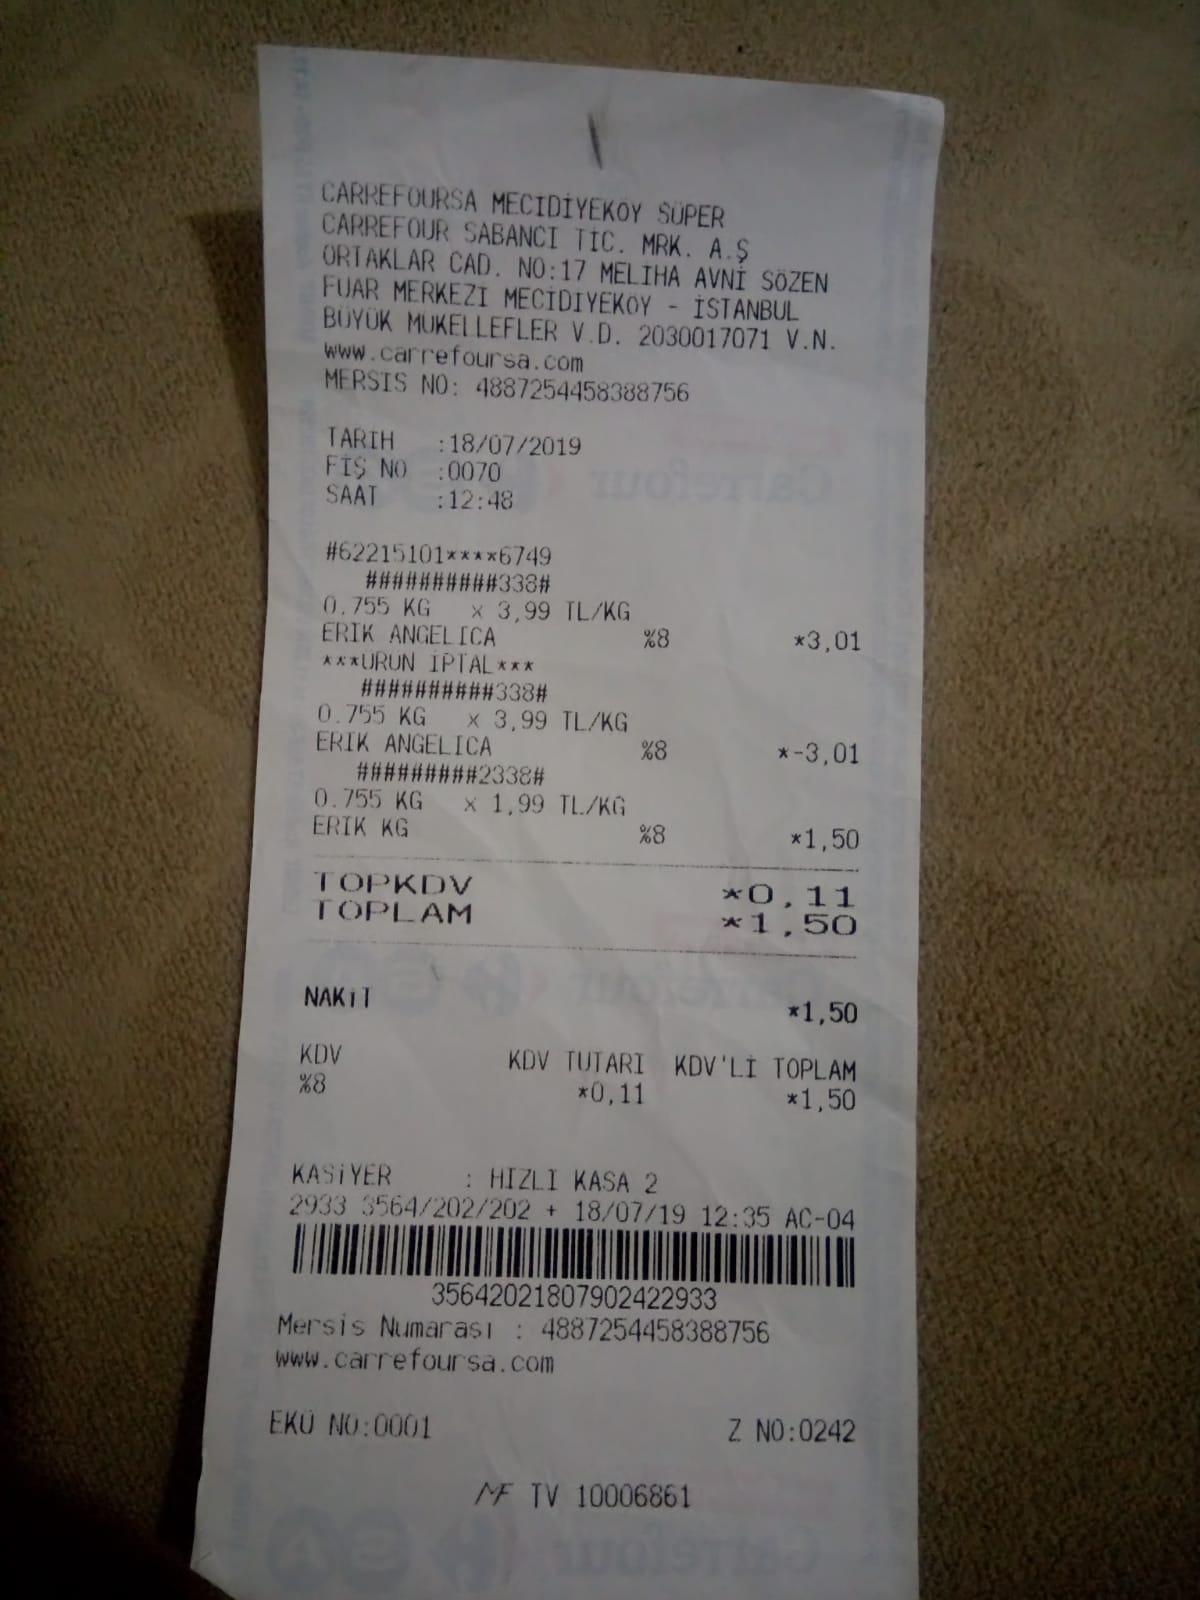 CARREFOURSA MECİDİYEKÖY SÜPER
CARREFOUR SABANCI TİC. MRK. A.Ş
ORTAKLAR CAD. NO:17 MELİHA AVNİ SÖZEN
FUAR MERKEZİ MECİDİYEKÖY - İSTANBUL
BÜYÜK MÜKELLEFLER V.D. 2030017071 V.N.
www.carrefoursa.com
MERSİS NO: 4887254458388756
TARİH :18/07/2019
FİŞ NO :0070
SAAT :12:48
#62215101****6749
##########338#
0.755 KG x 3,99 TL/KG
ERİK ANGELICA %8 *3,01
***ÜRÜN İPTAL***
##########338#
0.755 KG x 3,99 TL/KG
ERİK ANGELICA %8 *-3,01
#########2338#
0.755 KG x 1,99 TL/KG
ERİK KG %8 *1,50
TOPKDV *0,11
TOPLAM *1,50
NAKİT *1,50
KDV KDV TUTARI KDV'Lİ TOPLAM
%8 *0,11 *1,50
KASİYER : HIZLI KASA 2
2933 3564/202/202 + 18/07/19 12:35 AC-04
35642021807902422933
Mersis Numarası : 4887254458388756
www.carrefoursa.com
EKÜ NO:0001 Z NO:0242
MF TV 10006861